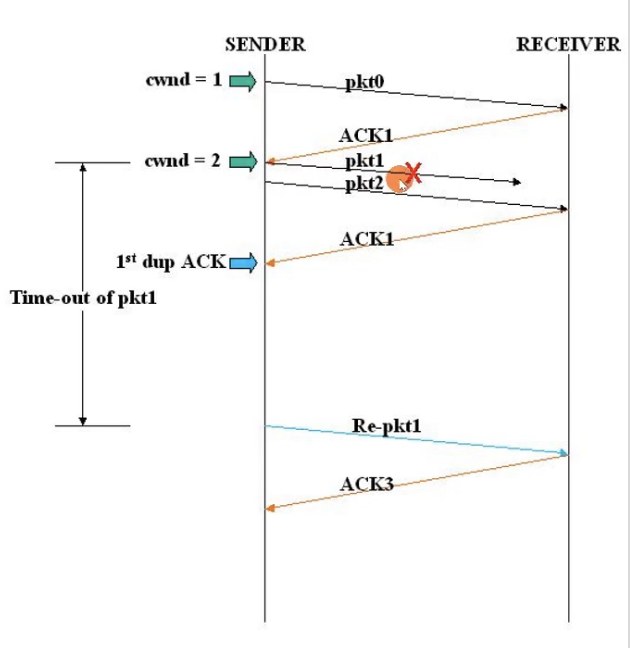 SENDER RECEIVER
cwnd = 1
pkt0
ACK1
cwnd = 2
pkt1
pkt2
ACK1
1st dup ACK
Time-out of pkt1
Re-pkt1
ACK3